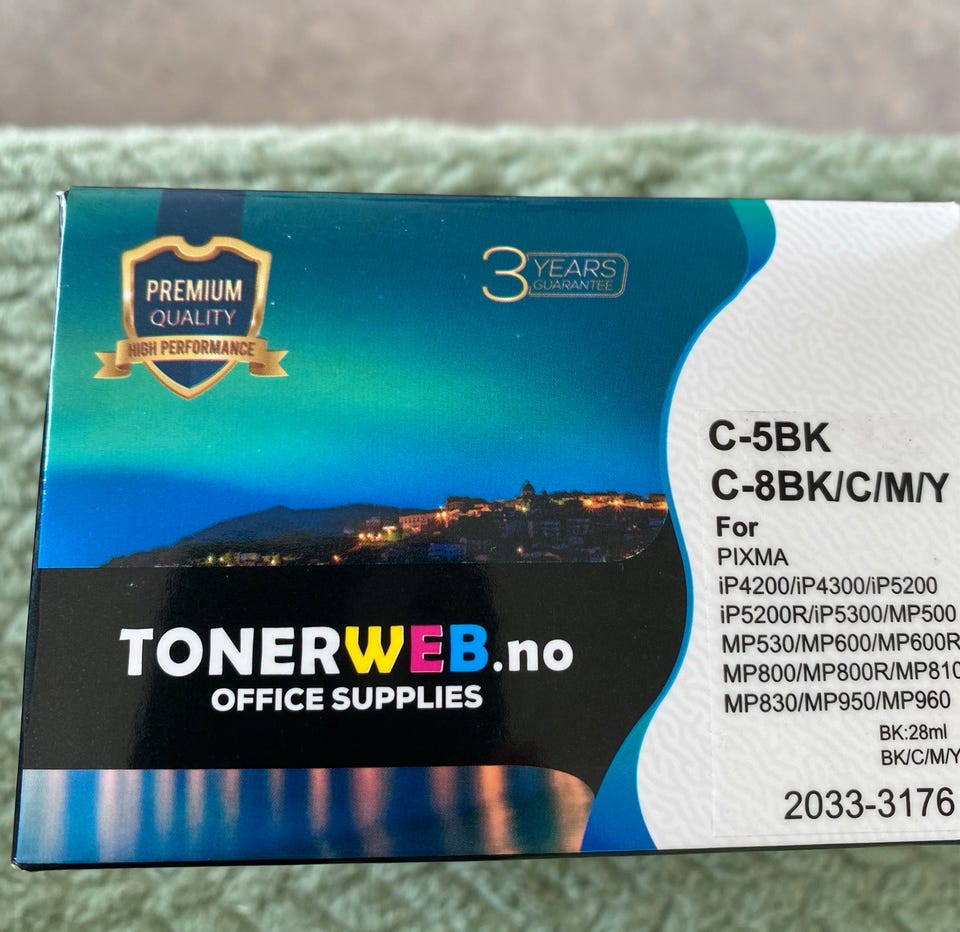 PREMIUM
QUALITY
HIGH PERFORMANCE
3 YEARS
GUARANTEE
TONERWEB.no
OFFICE SUPPLIES
C-5BK
C-8BK/C/M/Y
For
PIXMA
iP4200/iP4300/iP5200
iP5200R/iP5300/MP500
MP530/MP600/MP600R
MP800/MP800R/MP810
MP830/MP950/MP960
BK:28ml
BK/C/M/Y
2033-3176